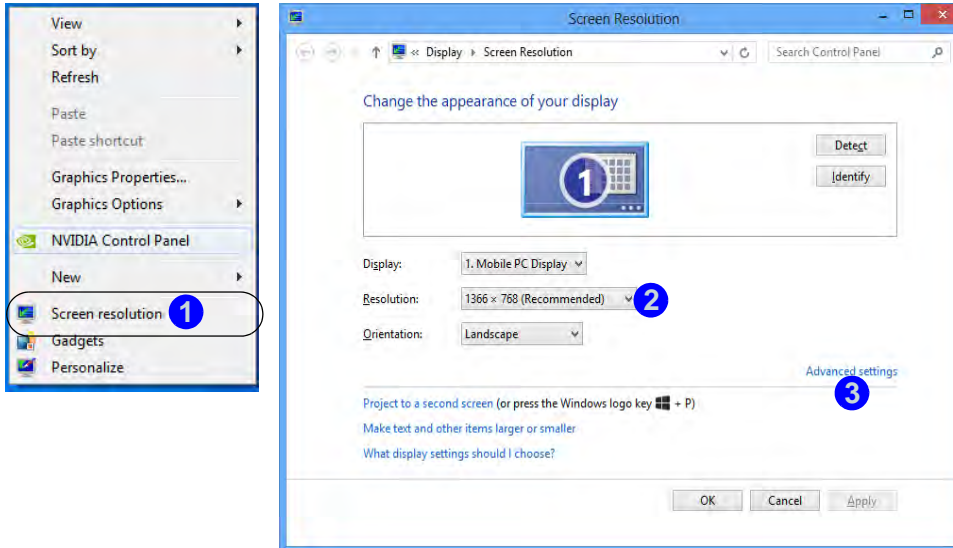 View
Sort by
Refresh
Paste
Paste shortcut
Graphics Properties...
Graphics Options
NVIDIA Control Panel
New
Screen resolution 1
Gadgets
Personalize
Screen Resolution
« Display Screen Resolution
Search Control Panel
Change the appearance of your display
1
Detect
Identify
Display: 1. Mobile PC Display
Resolution: 1366 × 768 (Recommended) 2
Orientation: Landscape
Advanced settings
3
Project to a second screen (or press the Windows logo key + P)
Make text and other items larger or smaller
What display settings should I choose?
OK Cancel Apply